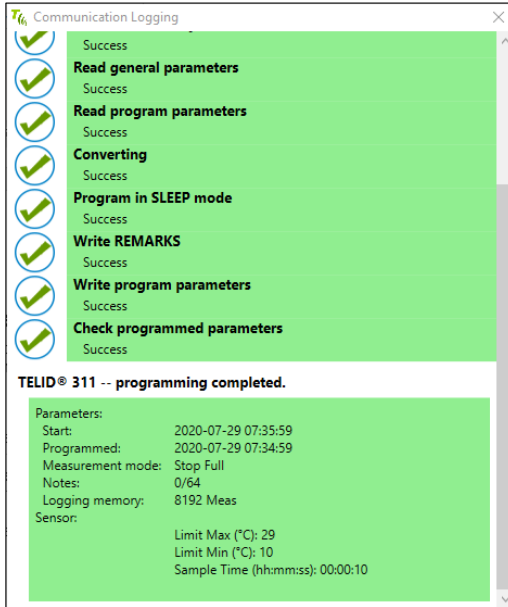 Communication Logging
Success
Read general parameters
Success
Read program parameters
Success
Converting
Success
Program in SLEEP mode
Success
Write REMARKS
Success
Write program parameters
Success
Check programmed parameters
Success
TELID® 311 -- programming completed.
Parameters:
Start: 2020-07-29 07:35:59
Programmed: 2020-07-29 07:34:59
Measurement mode: Stop Full
Notes: 0/64
Logging memory: 8192 Meas
Sensor:
Limit Max (°C): 29
Limit Min (°C): 10
Sample Time (hh:mm:ss): 00:00:10